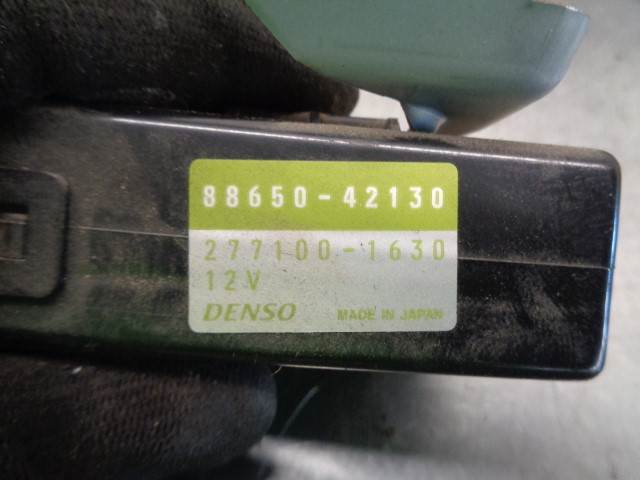 88650-42130
277100-1630
12V
DENSO MADE IN JAPAN